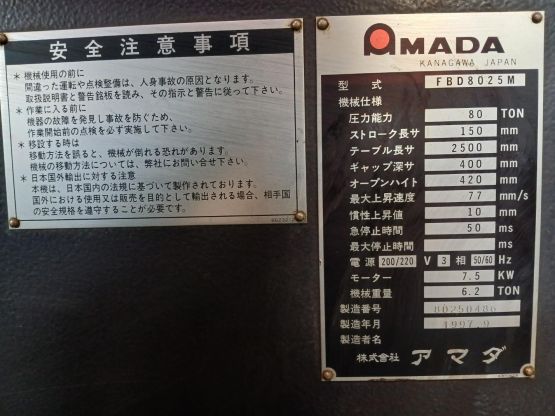 安全注意事項
* 機械使用の前に
間違った運転や点検整備は、人身事故の原因となります。
取扱説明書と警告銘板を読み、その指示と警告に従って下さい。
* 作業に入る前に
機器の故障を発見し事故を防ぐため、
作業開始前の点検を必ず実施して下さい。
* 移設する時は
移動方法を誤ると、機械が倒れる恐れがあります。
機械の移動方法については、弊社にお問い合せ下さい。
* 日本国外輸出に対する注意
本機は、日本国内の法規に基づいて製作されております。
国外における使用又は販売を目的として輸出される場合、相手国
の安全規格を遵守することが必要です。
AMADA
KANAGAWA JAPAN
型式 FBD8025M
機械仕様
圧力能力 80 TON
ストローク長サ 150 mm
テーブル長サ 2500 mm
ギャップ深サ 400 mm
オープンハイト 420 mm
最大上昇速度 77 mm/s
慣性上昇値 10 mm
急停止時間 50 ms
最大停止時間 ms
電源 200/220 V 3 相 50/60 Hz
モーター 7.5 KW
機械重量 6.2 TON
製造番号 80250486
製造年月 1997.9
製造者名
株式会社 アマダ